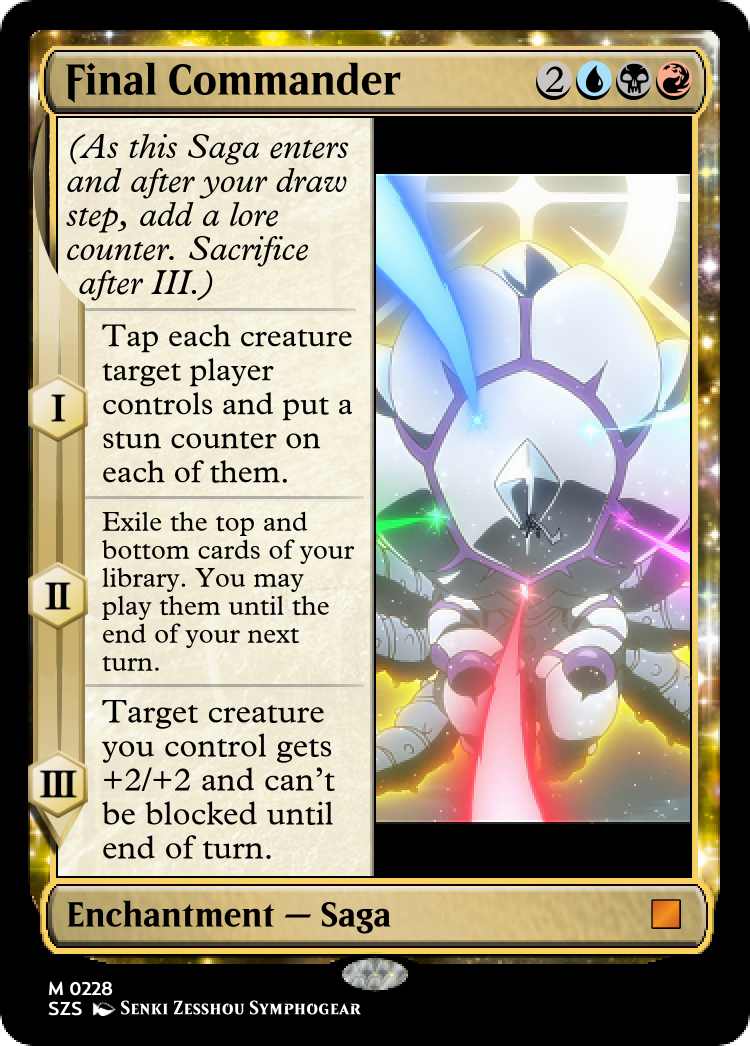 Final Commander 2
(As this Saga enters
and after your draw
step, add a lore
counter. Sacrifice
after III.)
I
Tap each creature
target player
controls and put a
stun counter on
each of them.
II
Exile the top and
bottom cards of your
library. You may
play them until the
end of your next
turn.
III
Target creature
you control gets
+2/+2 and can't
be blocked until
end of turn.
Enchantment — Saga
M 0228
SZS Senki Zesshou Symphogear